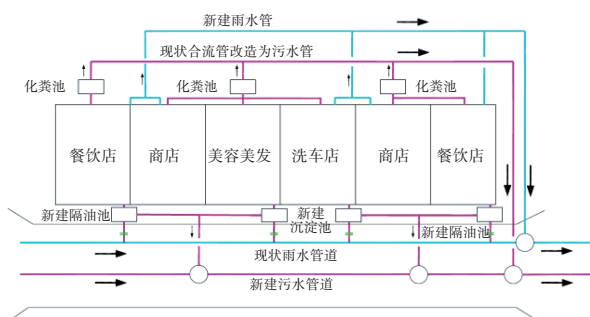 新建雨水管
现状合流管改造为污水管
化粪池
化粪池
化粪池
餐饮店
商店
美容美发
洗车店
商店
餐饮店
新建隔油池
新建
沉淀池
新建隔油池
现状雨水管道
新建污水管道